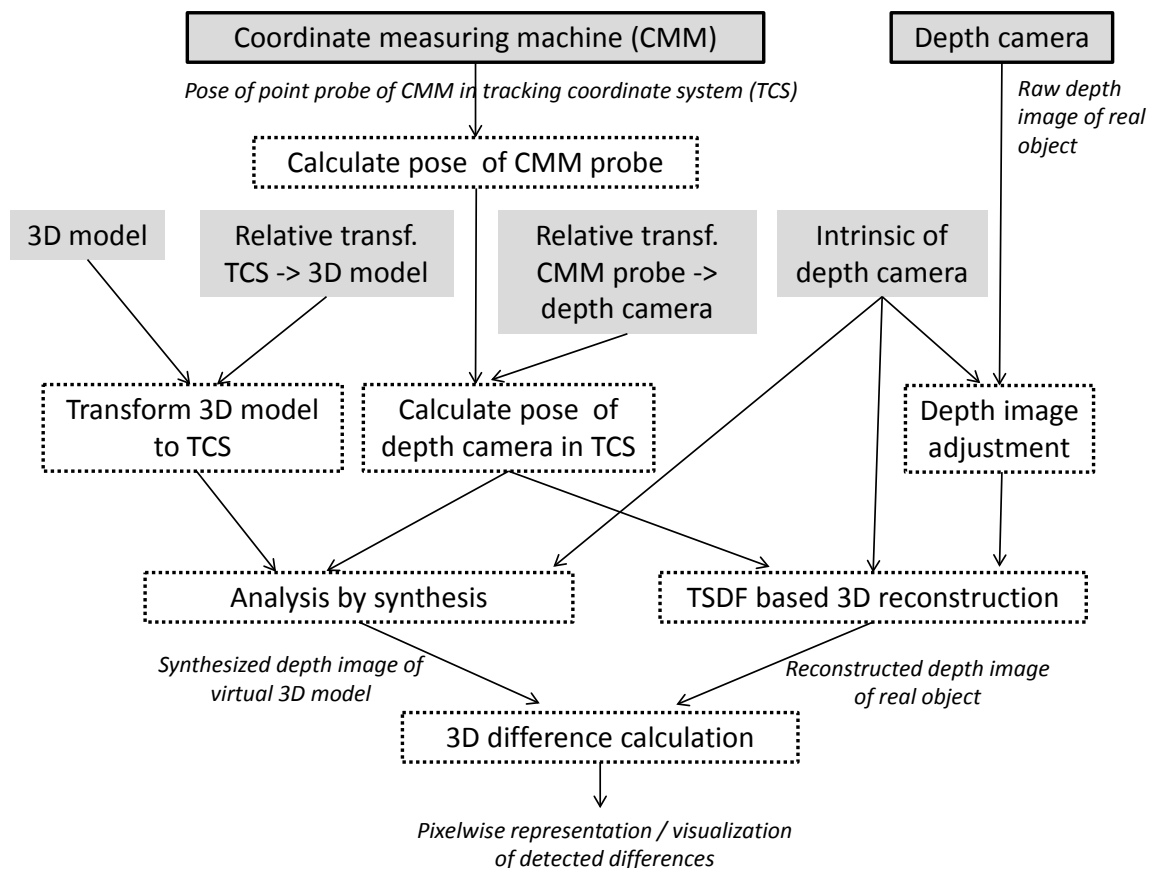 Coordinate measuring machine (CMM)
Depth camera
Pose of point probe of CMM in tracking coordinate system (TCS)
Raw depth
image of real
object
Calculate pose of CMM probe
3D model
Relative transf.
TCS -> 3D model
Relative transf.
CMM probe ->
depth camera
Intrinsic of
depth camera
Transform 3D model
to TCS
Calculate pose of
depth camera in TCS
Depth image
adjustment
Analysis by synthesis
TSDF based 3D reconstruction
Synthesized depth image of
virtual 3D model
Reconstructed depth image
of real object
3D difference calculation
Pixelwise representation / visualization
of detected differences